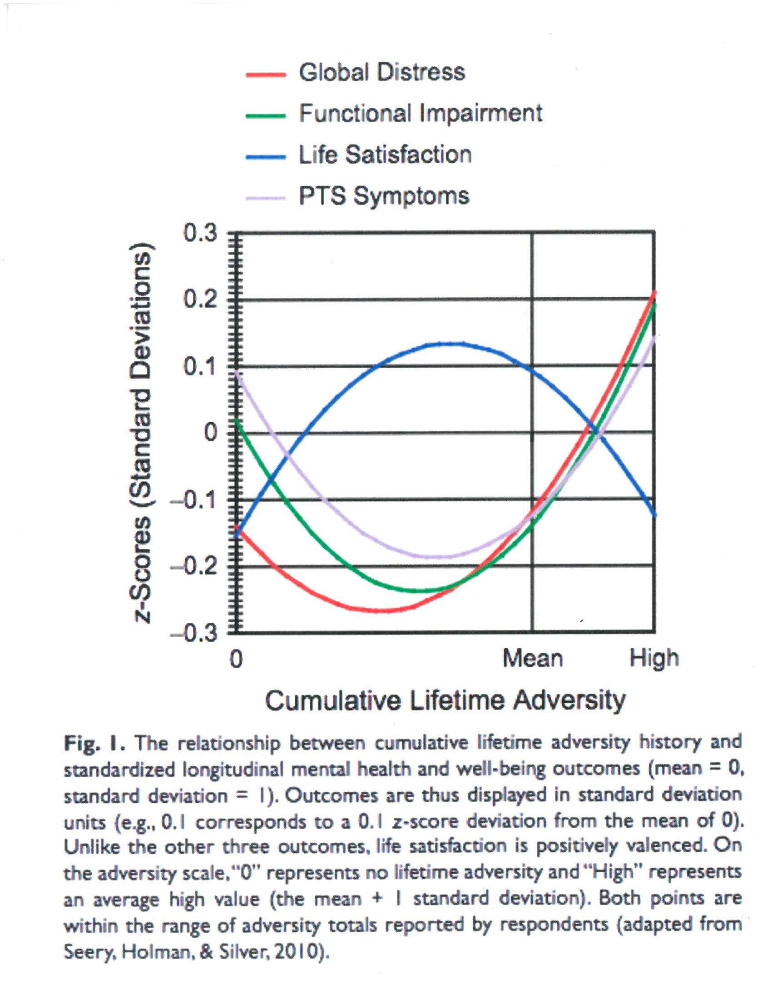 Global Distress
Functional Impairment
Life Satisfaction
PTS Symptoms
z-Scores (Standard Deviations)
0.3
0.2
0.1
0
–0.1
–0.2
–0.3
0 Mean High
Cumulative Lifetime Adversity
Fig. 1. The relationship between cumulative lifetime adversity history and
standardized longitudinal mental health and well-being outcomes (mean = 0,
standard deviation = 1). Outcomes are thus displayed in standard deviation
units (e.g., 0.1 corresponds to a 0.1 z-score deviation from the mean of 0).
Unlike the other three outcomes, life satisfaction is positively valenced. On
the adversity scale, “0” represents no lifetime adversity and “High” represents
an average high value (the mean + 1 standard deviation). Both points are
within the range of adversity totals reported by respondents (adapted from
Seery, Holman, & Silver, 2010).